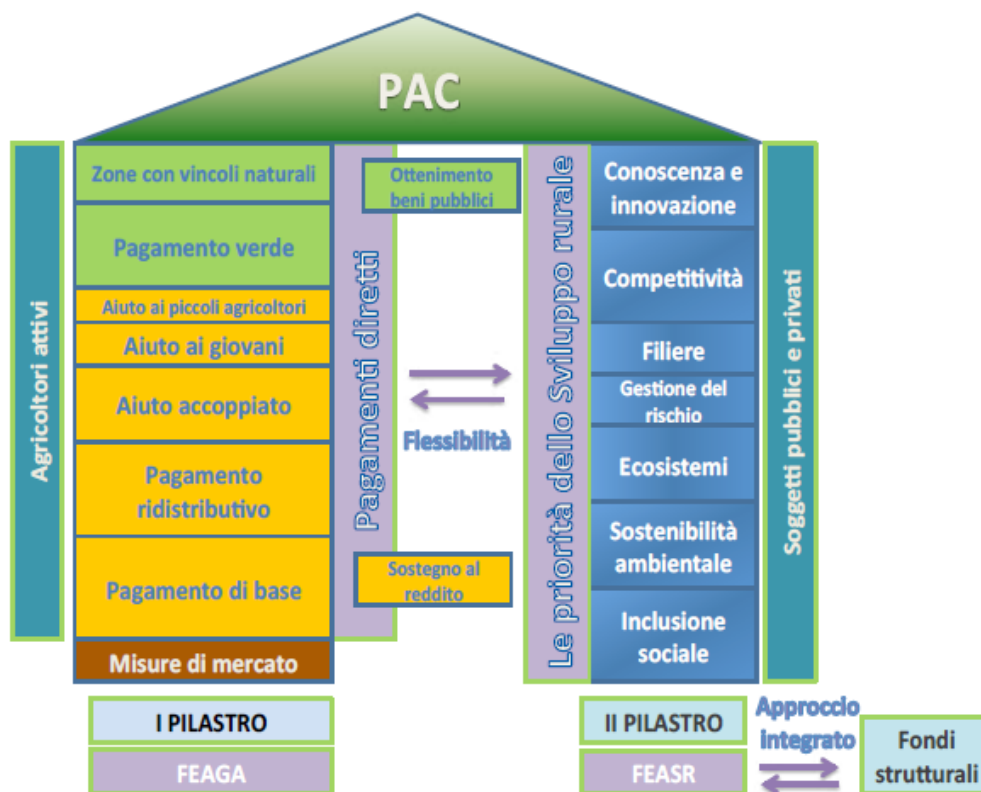 PAC
Agricoltori attivi
Zone con vincoli naturali
Pagamento verde
Aiuto ai piccoli agricoltori
Aiuto ai giovani
Aiuto accoppiato
Pagamento
ridistributivo
Pagamento di base
Misure di mercato
Pagamenti diretti
Ottenimento
beni pubblici
Flessibilità
Sostegno al
reddito
Le priorità dello Sviluppo rurale
Conoscenza e
innovazione
Competitività
Filiere
Gestione del
rischio
Ecosistemi
Sostenibilità
ambientale
Inclusione
sociale
Soggetti pubblici e privati
I PILASTRO
FEAGA
II PILASTRO
FEASR
Approccio
integrato
Fondi
strutturali